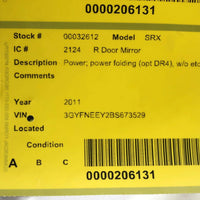 0000206131
Stock # 00032612 Model SRX
IC # 2124 R Door Mirror
Description Power; power folding (opt DR4), w/o etc
Comments
Year 2011
VIN 3GYFNEEY2BS673529
Located
Condition
A B C
0000206131